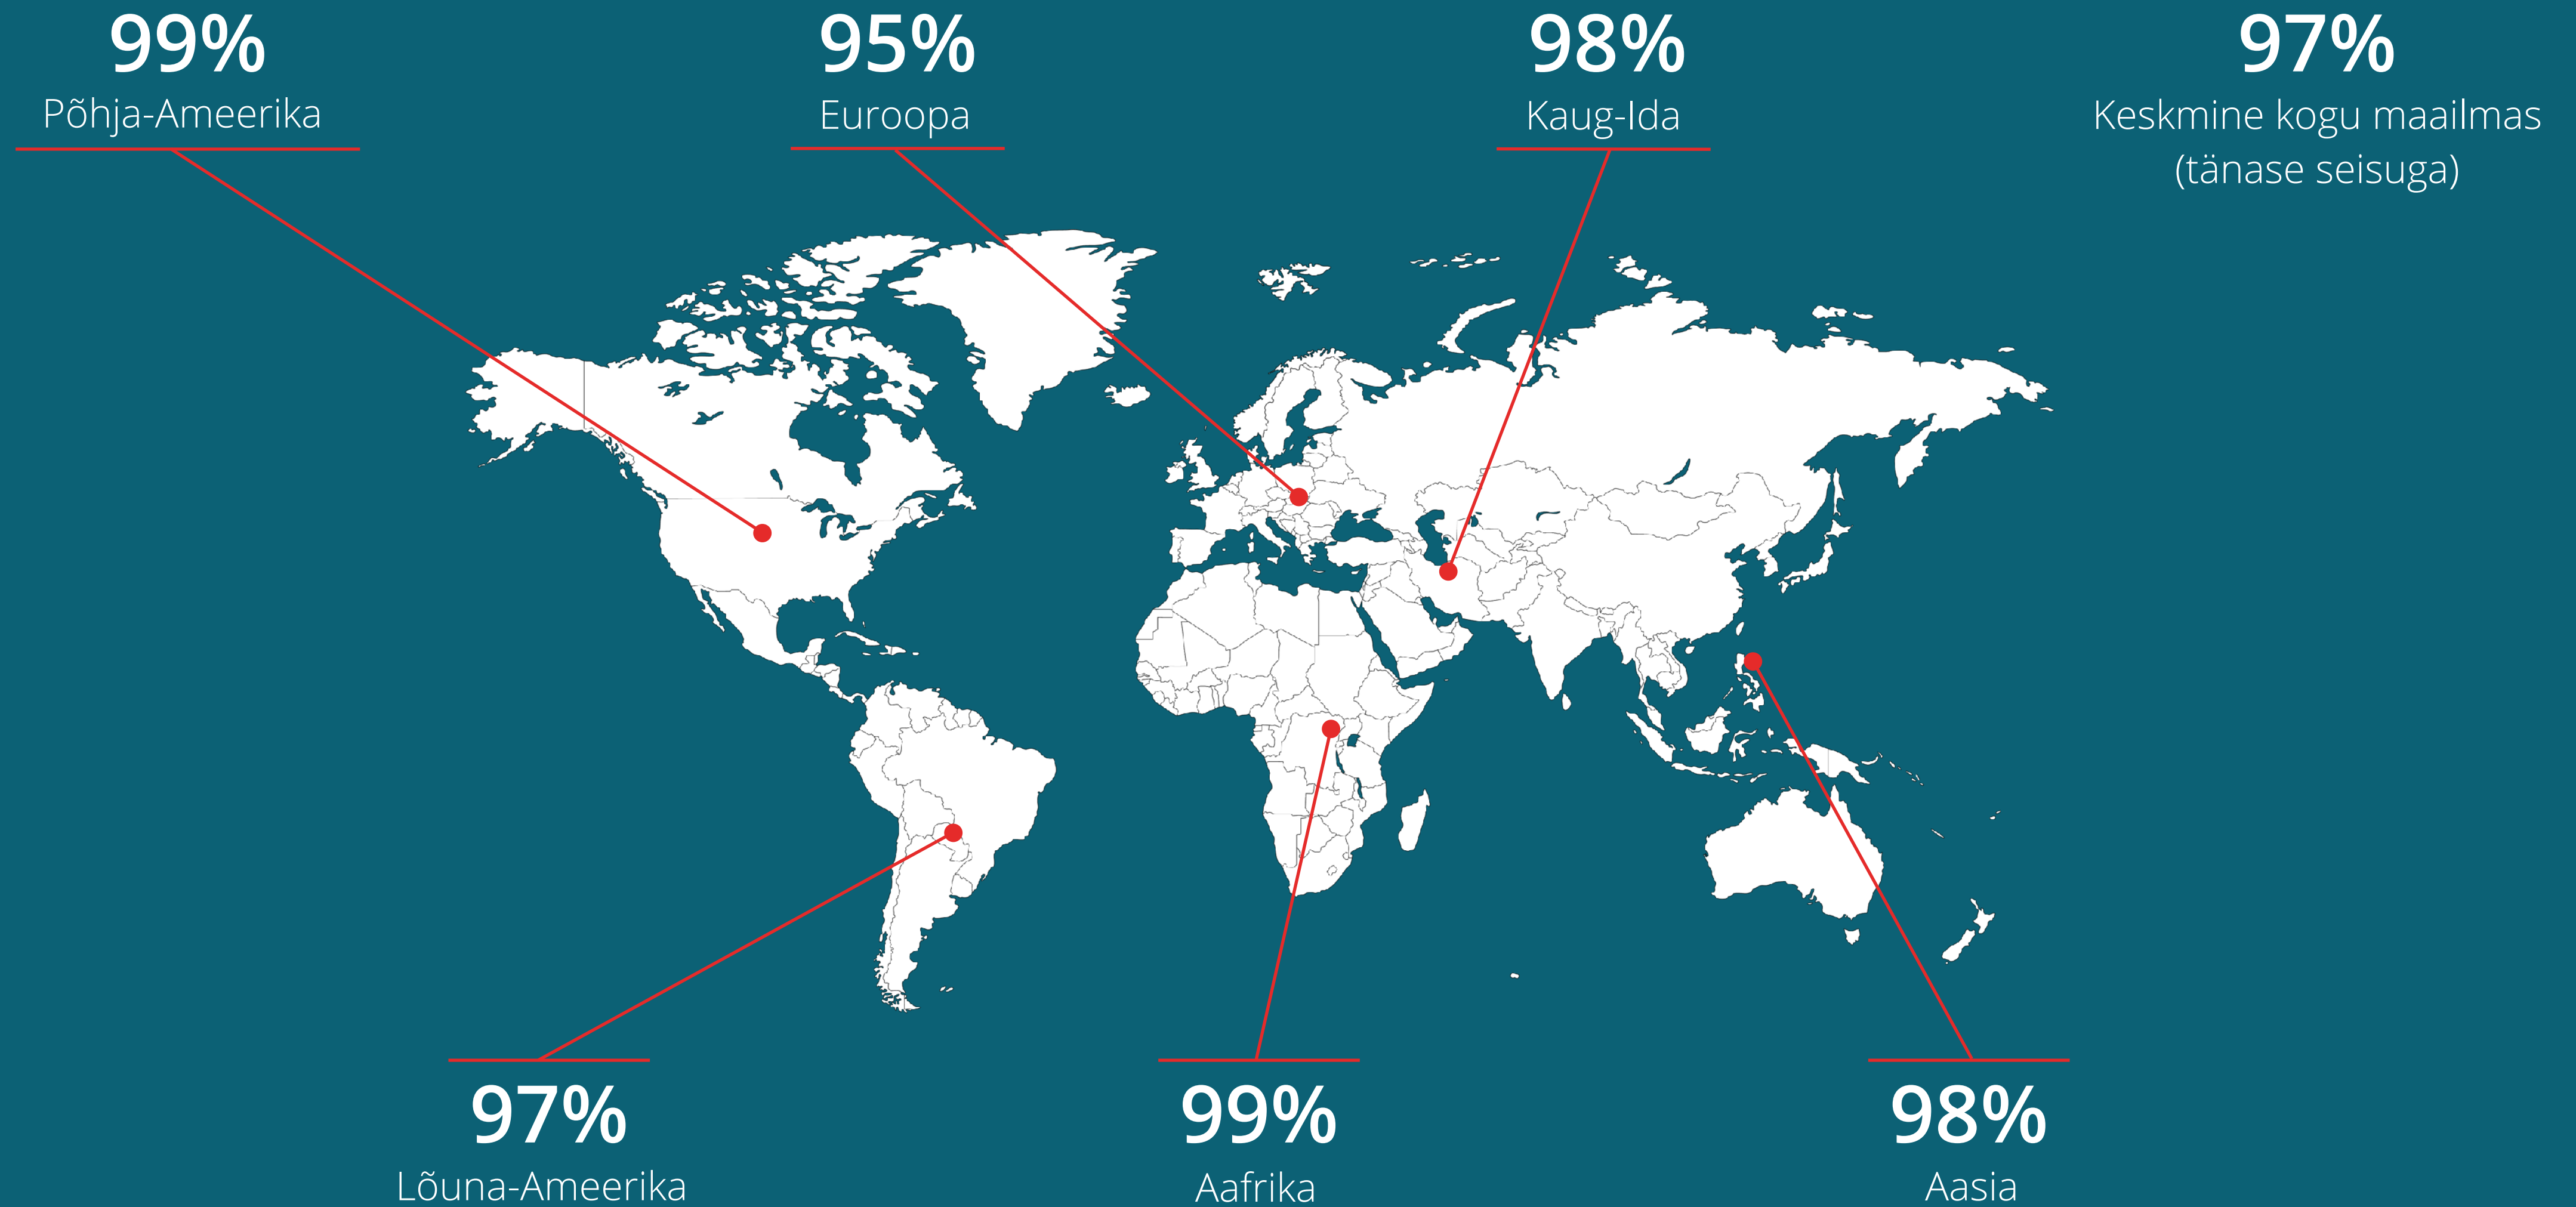 99%
Põhja-Ameerika
95%
Euroopa
98%
Kaug-Ida
97%
Keskmine kogu maailmas
(tänase seisuga)
97%
Lõuna-Ameerika
99%
Aafrika
98%
Aasia